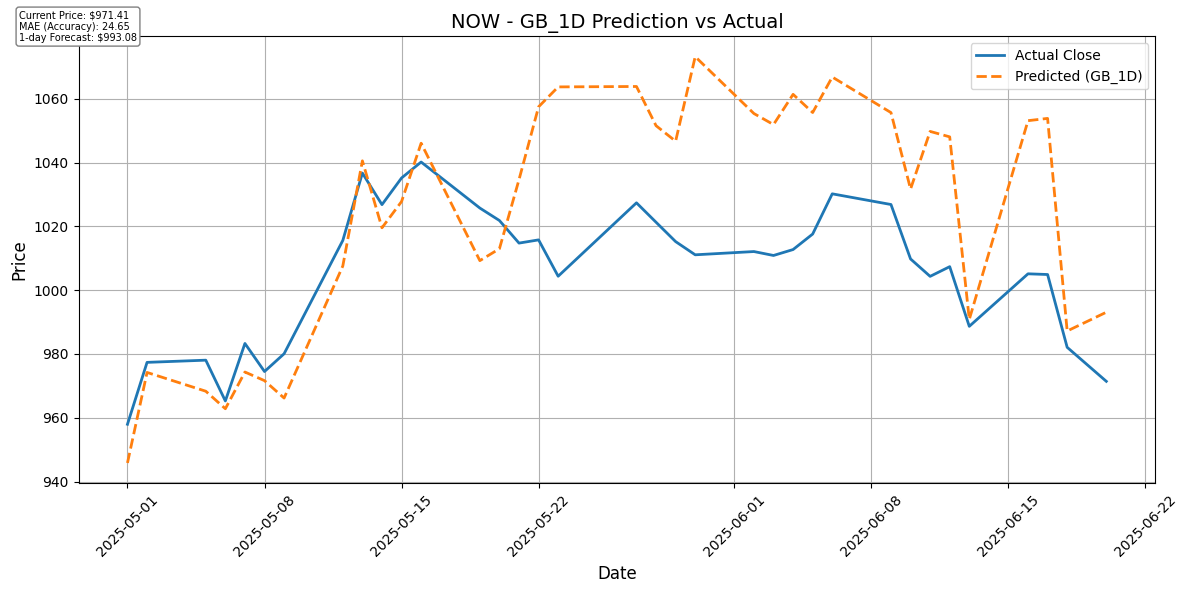 Current Price: $971.41
MAE (Accuracy): 24.65
1-day Forecast: $993.08
NOW - GB_1D Prediction vs Actual
Actual Close
Predicted (GB_1D)
Price
1060
1040
1020
1000
980
960
940
2025-05-01
2025-05-08
2025-05-15
2025-05-22
2025-06-01
2025-06-08
2025-06-15
2025-06-22
Date